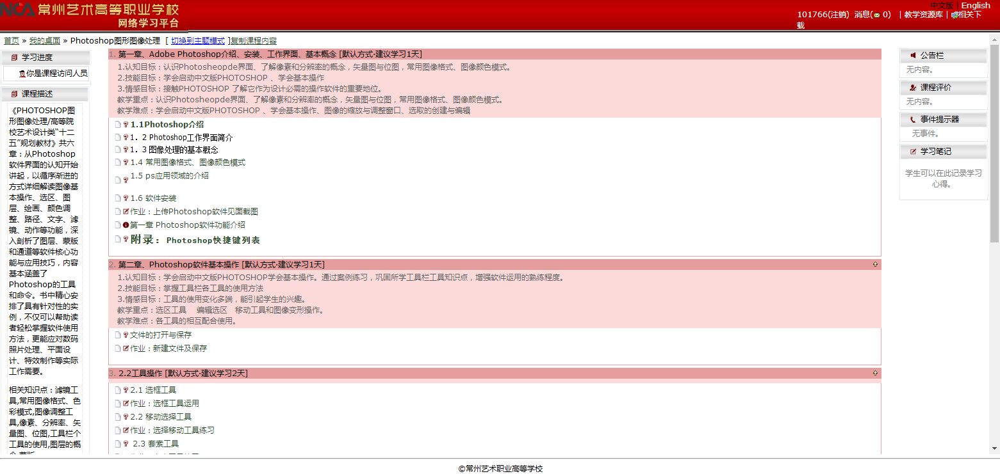 NCA 常州艺术高等职业学校
网络学习平台
中文版 | English
101766(注销) 消息( 0) | 教学资源库 | 相关下
载
首页 » 我的桌面 » Photoshop图形图像处理 [ 切换到主题模式 ]复制课程内容
学习进度
你是课程访问人员
课程描述
《PHOTOSHOP图
形图像处理/高等院
校艺术设计类“十二
五”规划教材》共六
章：从Photoshop
软件界面的认知开始
讲起，以循序渐进的
方式详细解读图像基
本操作、选区、图
层、绘画、颜色调
整、路径、文字、滤
镜、动作等功能，深
入剖析了图层、蒙版
和通道等软件核心功
能与应用技巧，内容
基本涵盖了
Photoshop的工具
和命令。书中精心安
排了具有针对性的实
例，不仅可以帮助读
者轻松掌握软件使用
方法，更能应对数码
照片处理、平面设
计、特效制作等实际
工作需要。
相关知识点：滤镜工
具,常用图像格式、色
彩模式,图像调整工
具,像素、分辨率、矢
量图、位图,工具栏个
工具的使用,图层的概
1. 第一章、Adobe Photoshop介绍、安装、工作界面、基本概念 [默认方式·建议学习1天]
1.认知目标：认识Photosheopde界面、了解像素和分辨率的概念，矢量图与位图，常用图像格式、图像颜色模式。
2.技能目标：学会启动中文版PHOTOSHOP 、学会基本操作
3.情感目标：接触PHOTOSHOP 了解它作为设计必需的操作软件的重要地位。
教学重点：认识Photosheopde界面、了解像素和分辨率的概念，矢量图与位图，常用图像格式、图像颜色模式。
教学难点：学会启动中文版PHOTOSHOP 、学会基本操作、图像的缩放与调整窗口、选取的创建与编辑
1.1Photoshop介绍
1．2 Photoshop工作界面简介
1．3 图像处理的基本概念
1.4 常用图像格式、图像颜色模式
1.5 ps应用领域的介绍
1.6 软件安装
作业：上传Photoshop软件见面截图
第一章 Photoshop软件功能介绍
附录：Photoshop快捷键列表
2. 第二章、Photoshop软件基本操作 [默认方式·建议学习1天]
1.认知目标：学会启动中文版PHOTOSHOP学会基本操作。通过案例练习，巩固所学工具栏工具知识点，增强软件运用的熟练程度。
2.技能目标：掌握工具栏各工具的使用方法
3.情感目标：工具的使用变化多端，能引起学生的兴趣。
教学重点：选区工具 编辑选区 移动工具和图像变形操作。
教学难点：各工具的相互配合使用。
文件的打开与保存
作业：新建文件及保存
3. 2.2工具操作 [默认方式·建议学习2天]
2.1 选框工具
作业：选框工具运用
2.2 移动选择工具
作业：选择移动工具练习
2.3 套索工具
公告栏
无内容。
课程评价
无内容。
事件提示器
无事件。
学习笔记
学生可以在此记录学习
心得。
©常州艺术职业高等学校